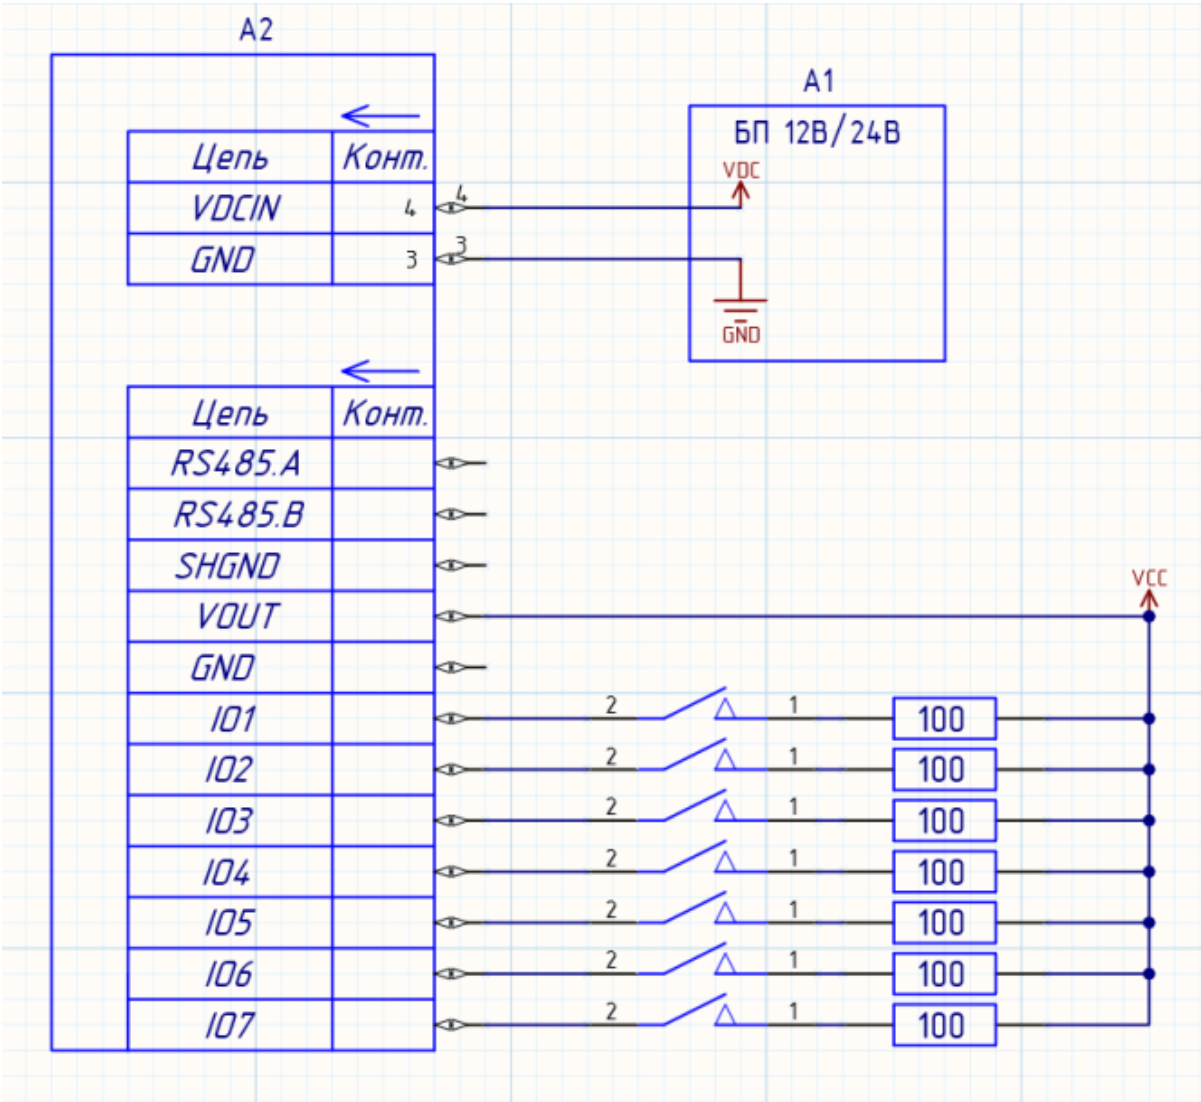 A2
Цепь Конт.
VDCIN 4 4
GND 3 3
A1
БП 12В/24В
VDC
GND
Цепь Конт.
RS485.A
RS485.B
SHGND
VOUT
VCC
GND
IO1 2 1 100
IO2 2 1 100
IO3 2 1 100
IO4 2 1 100
IO5 2 1 100
IO6 2 1 100
IO7 2 1 100